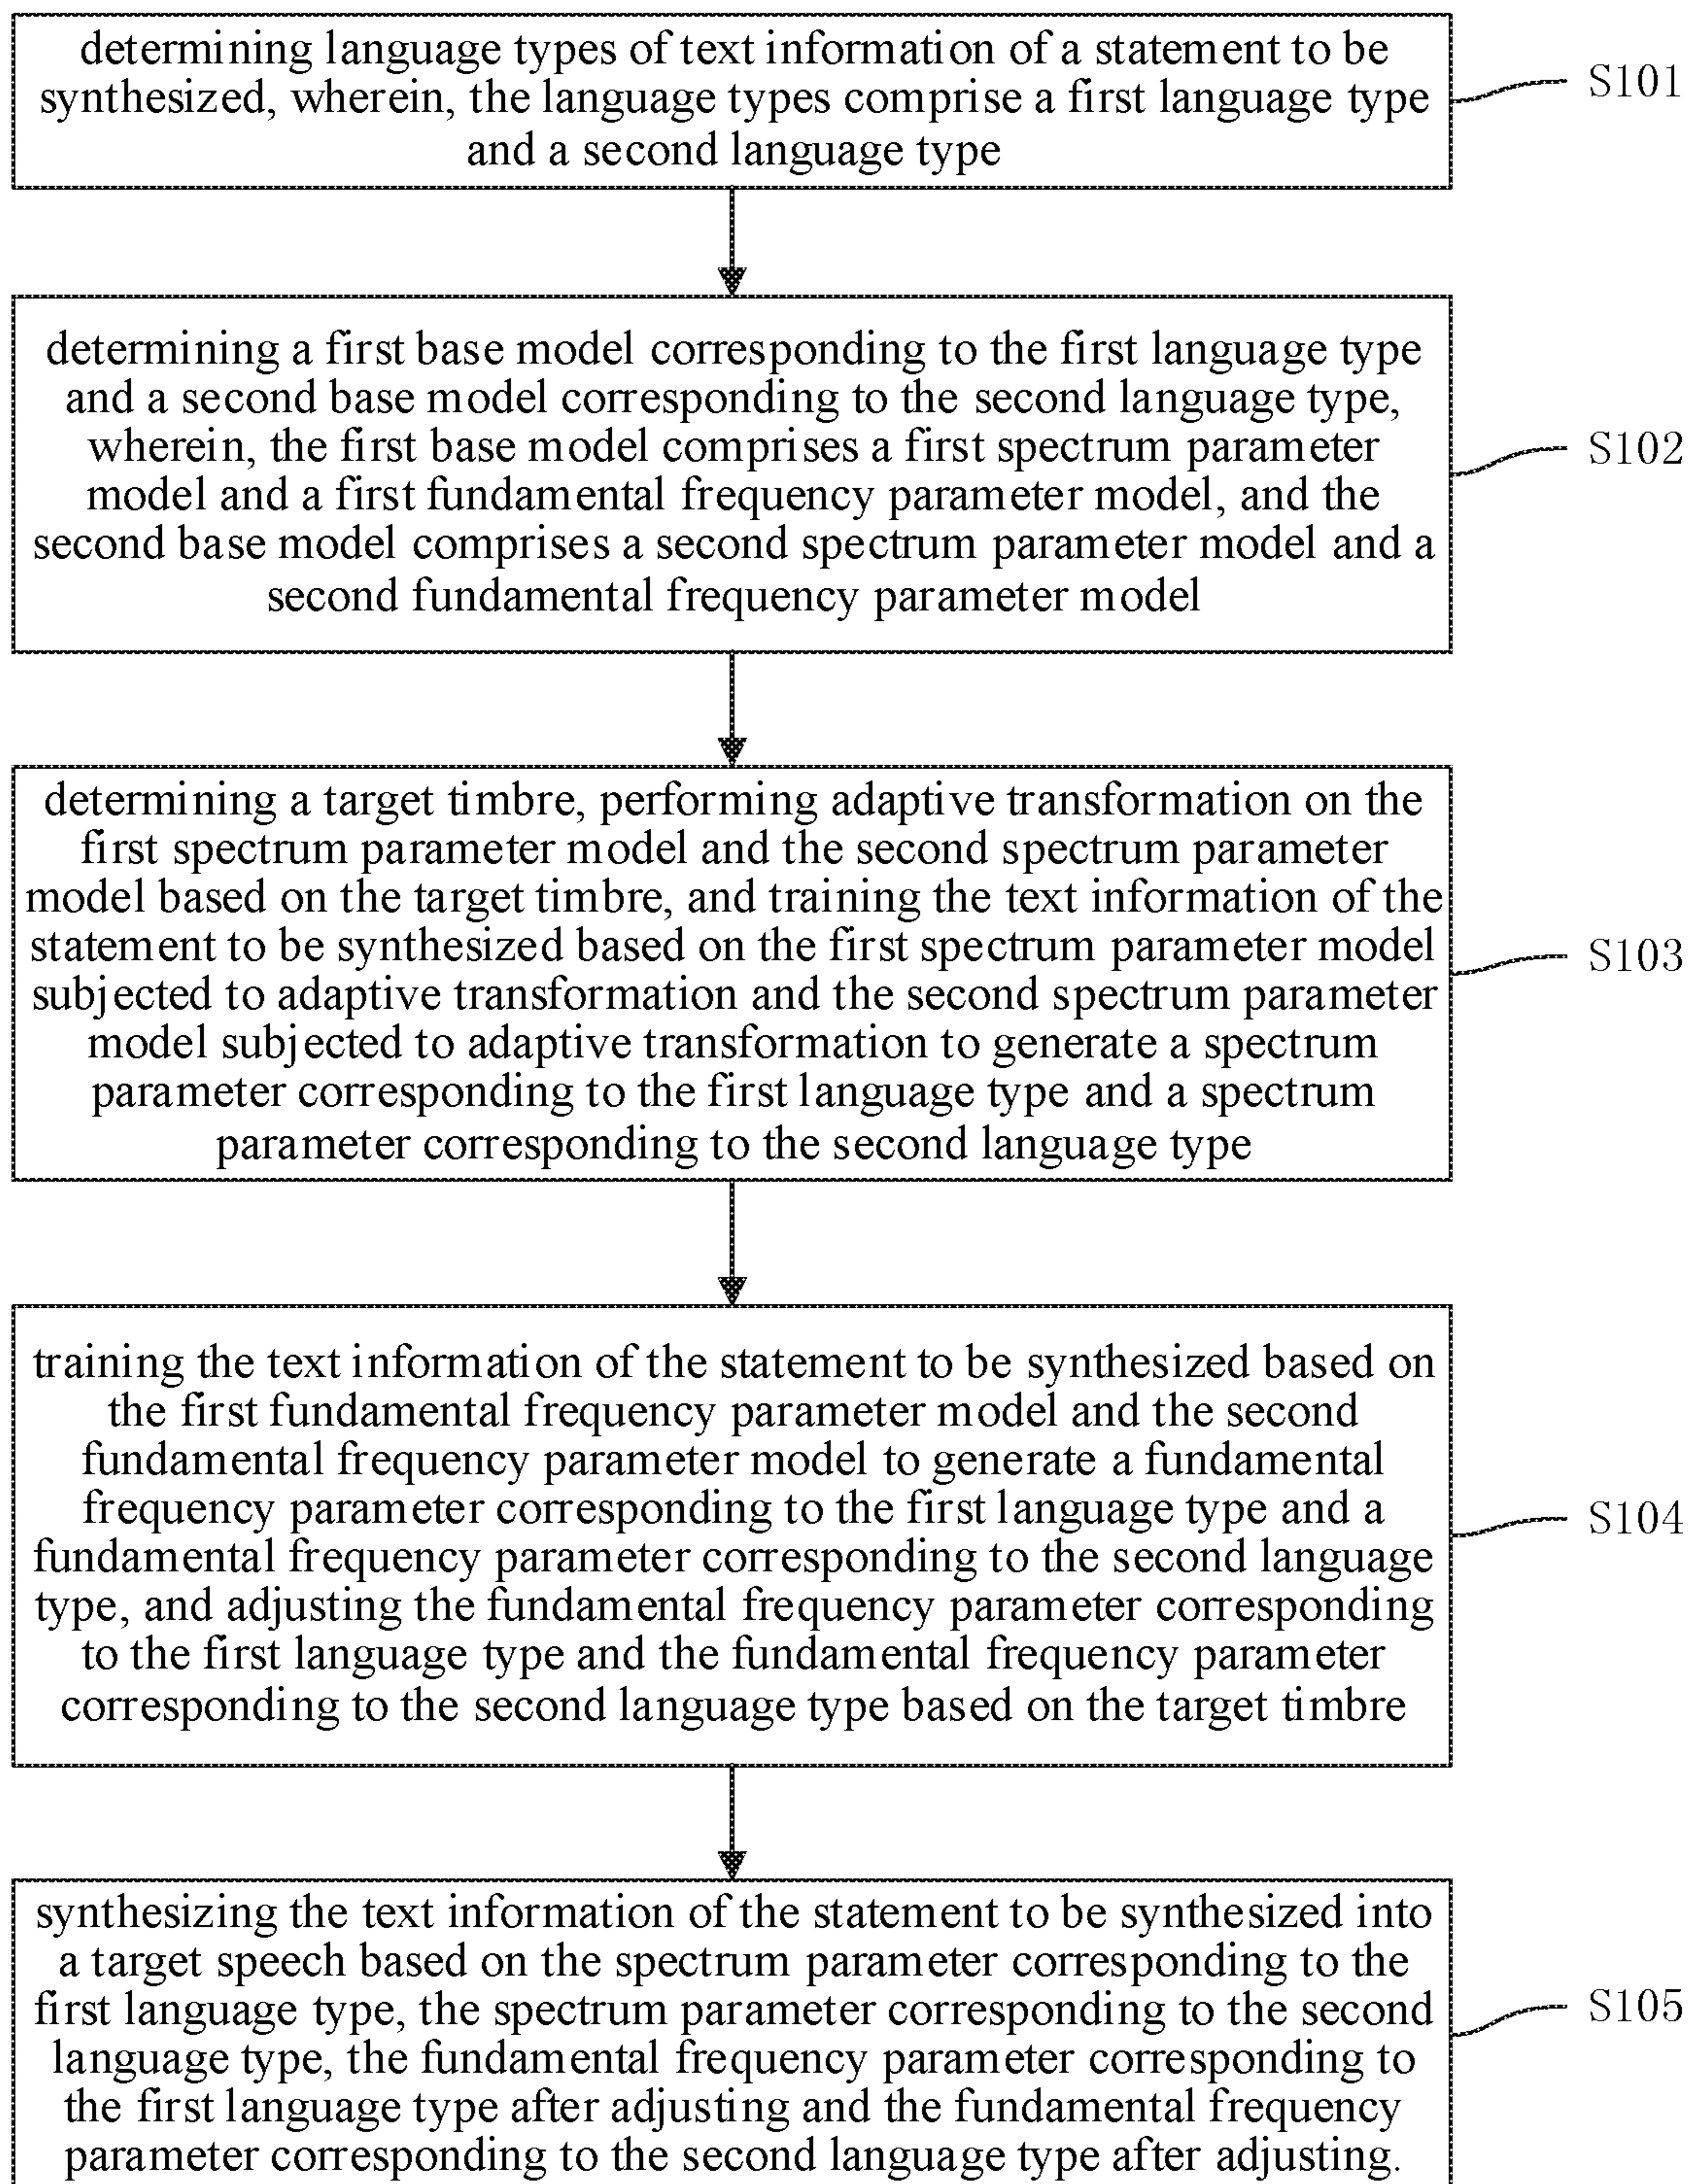 determining language types of text information of a statement to be
synthesized, wherein, the language types comprise a first language type
and a second language type
S101
determining a first base model corresponding to the first language type
and a second base model corresponding to the second language type,
wherein, the first base model comprises a first spectrum parameter
model and a first fundamental frequency parameter model, and the
second base model comprises a second spectrum parameter model and a
second fundamental frequency parameter model
S102
determining a target timbre, performing adaptive transformation on the
first spectrum parameter model and the second spectrum parameter
model based on the target timbre, and training the text information of the
statement to be synthesized based on the first spectrum parameter model
subjected to adaptive transformation and the second spectrum parameter
model subjected to adaptive transformation to generate a spectrum
parameter corresponding to the first language type and a spectrum
parameter corresponding to the second language type
S103
training the text information of the statement to be synthesized based on
the first fundamental frequency parameter model and the second
fundamental frequency parameter model to generate a fundamental
frequency parameter corresponding to the first language type and a
fundamental frequency parameter corresponding to the second language
type, and adjusting the fundamental frequency parameter corresponding
to the first language type and the fundamental frequency parameter
corresponding to the second language type based on the target timbre
S104
synthesizing the text information of the statement to be synthesized into
a target speech based on the spectrum parameter corresponding to the
first language type, the spectrum parameter corresponding to the second
language type, the fundamental frequency parameter corresponding to
the first language type after adjusting and the fundamental frequency
parameter corresponding to the second language type after adjusting.
S105